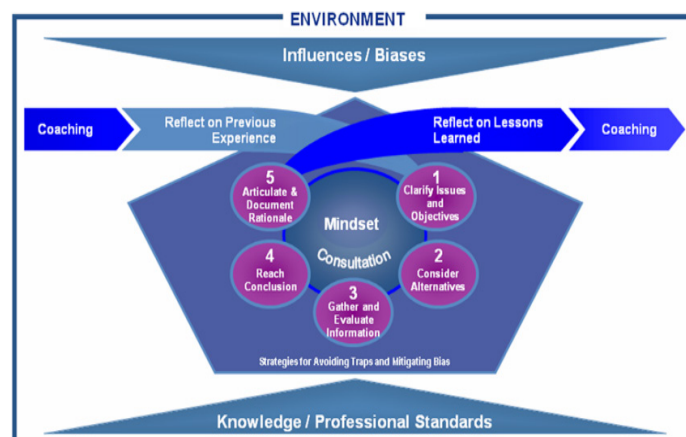 ENVIRONMENT
Influences / Biases
Coaching
Reflect on Previous
Experience
Reflect on Lessons
Learned
Coaching
5
Articulate &
Document
Rationale
1
Clarify Issues
and
Objectives
Mindset
Consultation
4
Reach
Conclusion
2
Consider
Alternatives
3
Gather and
Evaluate
Information
Strategies for Avoiding Traps and Mitigating Bias
Knowledge / Professional Standards